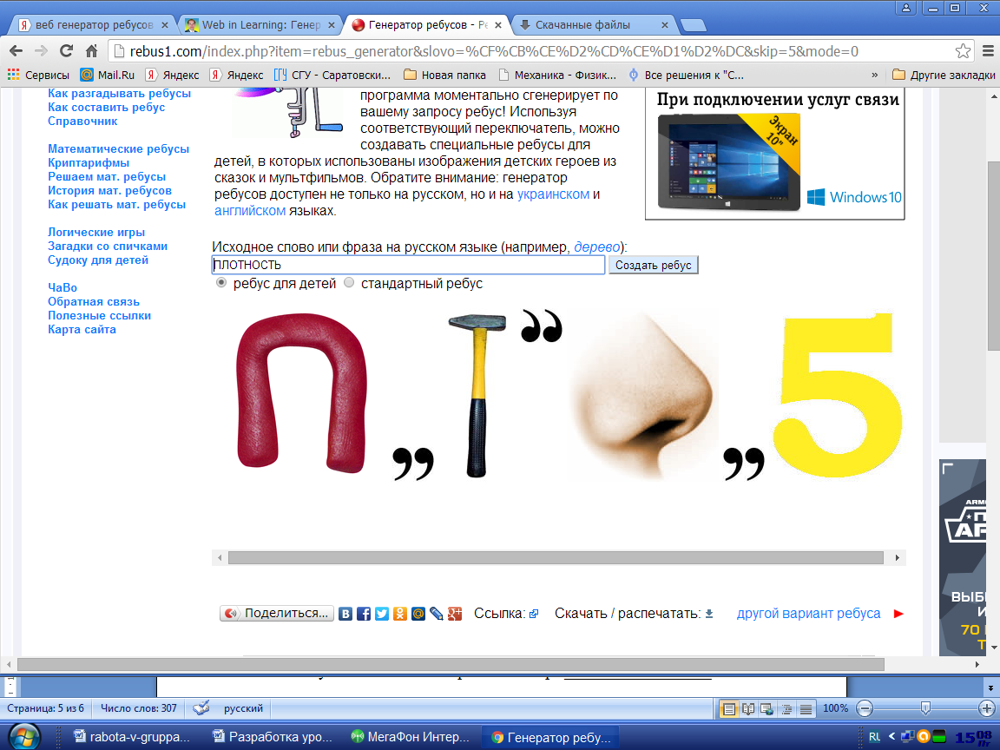 веб генератор ребусов
Web in Learning: Генер
Генератор ребусов - Ре
Скачанные файлы
rebus1.com/index.php?item=rebus_generator&slovo=%CF%CB%CE%D2%CD%CE%D1%D2%DC&skip=5&mode=0
Сервисы
Mail.Ru
Яндекс
Яндекс
СГУ - Саратовски...
Новая папка
Механика - Физик...
Все решения к "С...
»
Другие закладки
Как разгадывать ребусы
Как составить ребус
Справочник
Математические ребусы
Криптарифмы
Решаем мат. ребусы
История мат. ребусов
Как решать мат. ребусы
Логические игры
Загадки со спичками
Судоку для детей
ЧаВо
Обратная связь
Полезные ссылки
Карта сайта
программа моментально сгенерирует по
вашему запросу ребус! Используя
соответствующий переключатель, можно
создавать специальные ребусы для
детей, в которых использованы изображения детских героев из
сказок и мультфильмов. Обратите внимание: генератор
ребусов доступен не только на русском, но и на украинском и
английском языках.
При подключении услуг связи
Экран
10"
Windows10
Исходное слово или фраза на русском языке (например, дерево):
ПЛОТНОСТЬ
Создать ребус
ребус для детей
стандартный ребус
П ,, “ ,, 5
Поделиться...
Ссылка:
Скачать / распечатать:
другой вариант ребуса
ARMO
ВЫБ
И
70
Т
Страница: 5 из 6
Число слов: 307
русский
100%
rabota-v-gruppa...
Разработка уро...
МегаФон Интер...
Генератор ребу...
RL
15 08
Пт